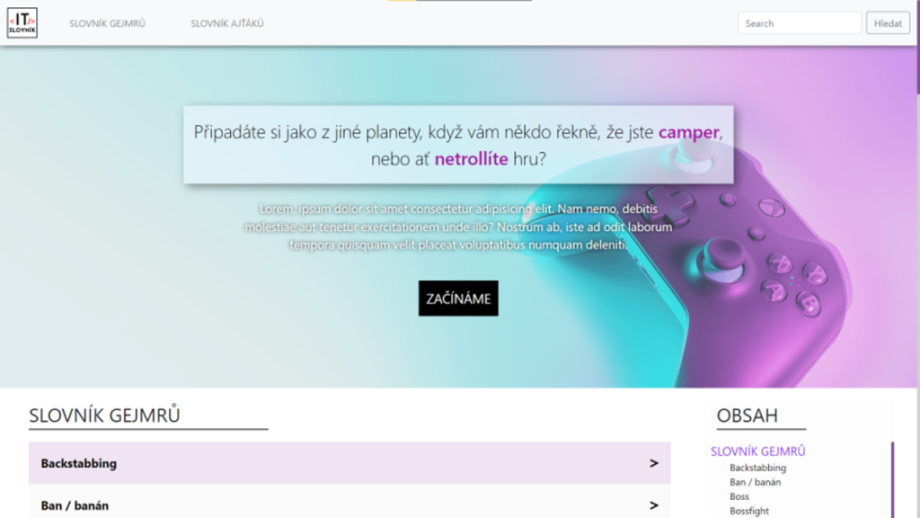 <IT/>
SLOVNÍK
SLOVNÍK GEJMRŮ
SLOVNÍK AJŤÁKŮ
Search
Hledat
Připadáte si jako z jiné planety, když vám někdo řekně, že jste camper,
nebo ať netrollíte hru?
Lorem, ipsum dolor sit amet consectetur adipisicing elit. Nam nemo, debitis
molestiae aut tenetur exercitationem unde illo? Nostrum ab, iste ad odit laborum
tempora quisquam velit placeat voluptatibus numquam deleniti.
ZAČÍNÁME
Y
X
A
B
SLOVNÍK GEJMRŮ
Backstabbing >
Ban / banán >
OBSAH
SLOVNÍK GEJMRŮ
Backstabbing
Ban / banán
Boss
Bossfight